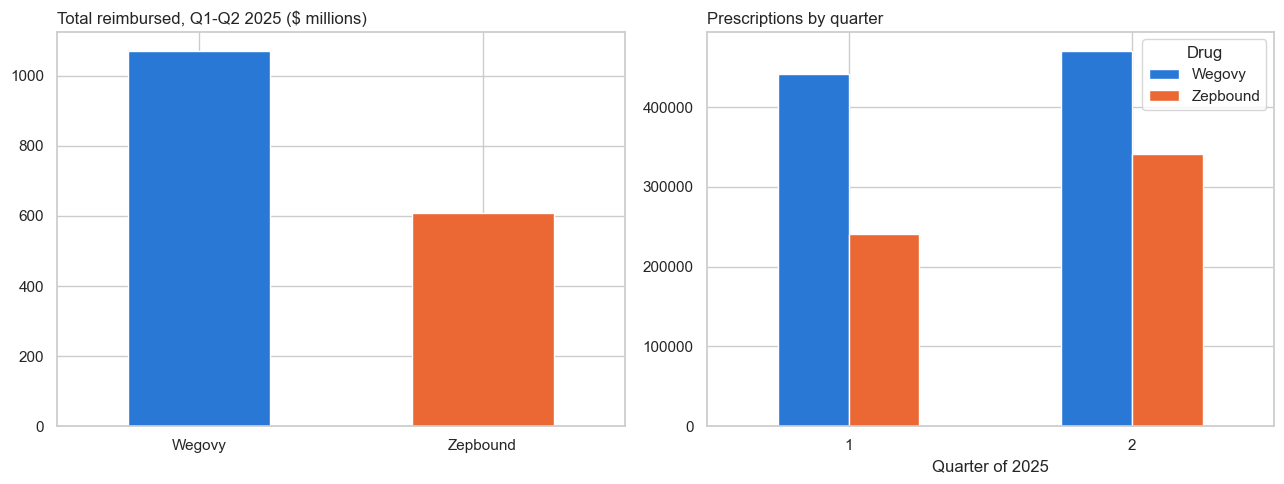 Total reimbursed, Q1-Q2 2025 ($ millions)
1000
800
600
400
200
0
Wegovy
Zepbound
Prescriptions by quarter
Drug
Wegovy
Zepbound
400000
300000
200000
100000
0
1
2
Quarter of 2025